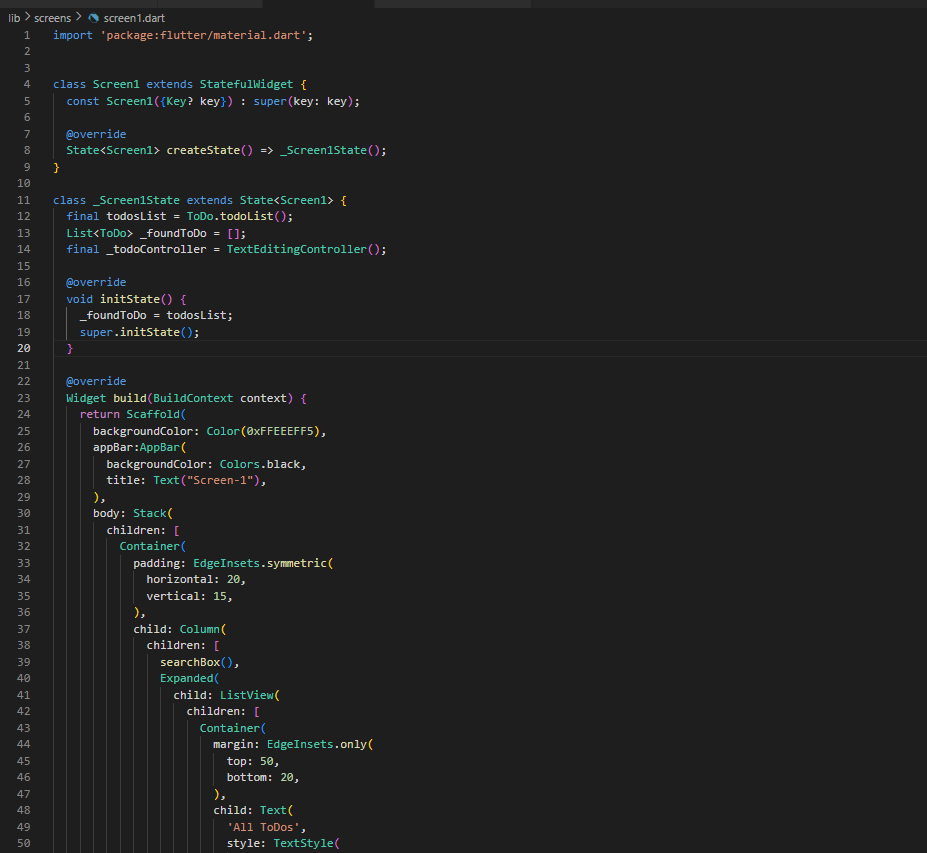 lib > screens > screen1.dart
1 import 'package:flutter/material.dart';
2
3
4 class Screen1 extends StatefulWidget {
5   const Screen1({Key? key}) : super(key: key);
6
7   @override
8   State<Screen1> createState() => _Screen1State();
9 }
10
11 class _Screen1State extends State<Screen1> {
12   final todosList = ToDo.todoList();
13   List<ToDo> _foundToDo = [];
14   final _todoController = TextEditingController();
15
16   @override
17   void initState() {
18     _foundToDo = todosList;
19     super.initState();
20   }
21
22   @override
23   Widget build(BuildContext context) {
24     return Scaffold(
25       backgroundColor: Color(0xFFEEEFF5),
26       appBar:AppBar(
27         backgroundColor: Colors.black,
28         title: Text("Screen-1"),
29       ),
30       body: Stack(
31         children: [
32           Container(
33             padding: EdgeInsets.symmetric(
34               horizontal: 20,
35               vertical: 15,
36             ),
37             child: Column(
38               children: [
39                 searchBox(),
40                 Expanded(
41                   child: ListView(
42                     children: [
43                       Container(
44                         margin: EdgeInsets.only(
45                           top: 50,
46                           bottom: 20,
47                         ),
48                         child: Text(
49                           'All ToDos',
50                           style: TextStyle(